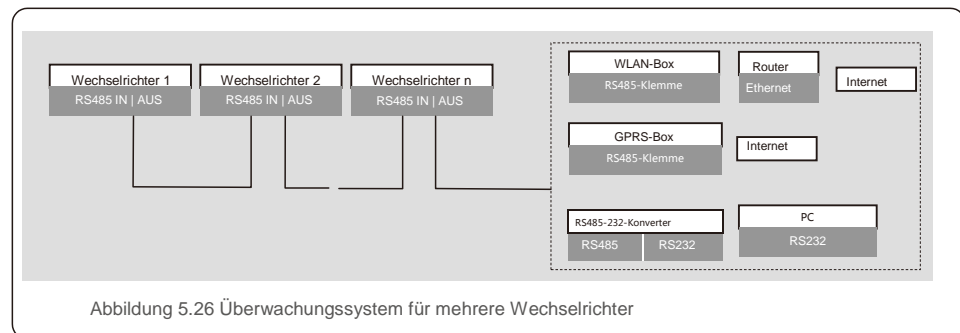 Wechselrichter 1
RS485 IN | AUS
Wechselrichter 2
RS485 IN | AUS
Wechselrichter n
RS485 IN | AUS
WLAN-Box
RS485-Klemme
Router
Ethernet
Internet
GPRS-Box
RS485-Klemme
Internet
RS485-232-Konverter
RS485
RS232
PC
RS232
Abbildung 5.26 Überwachungssystem für mehrere Wechselrichter